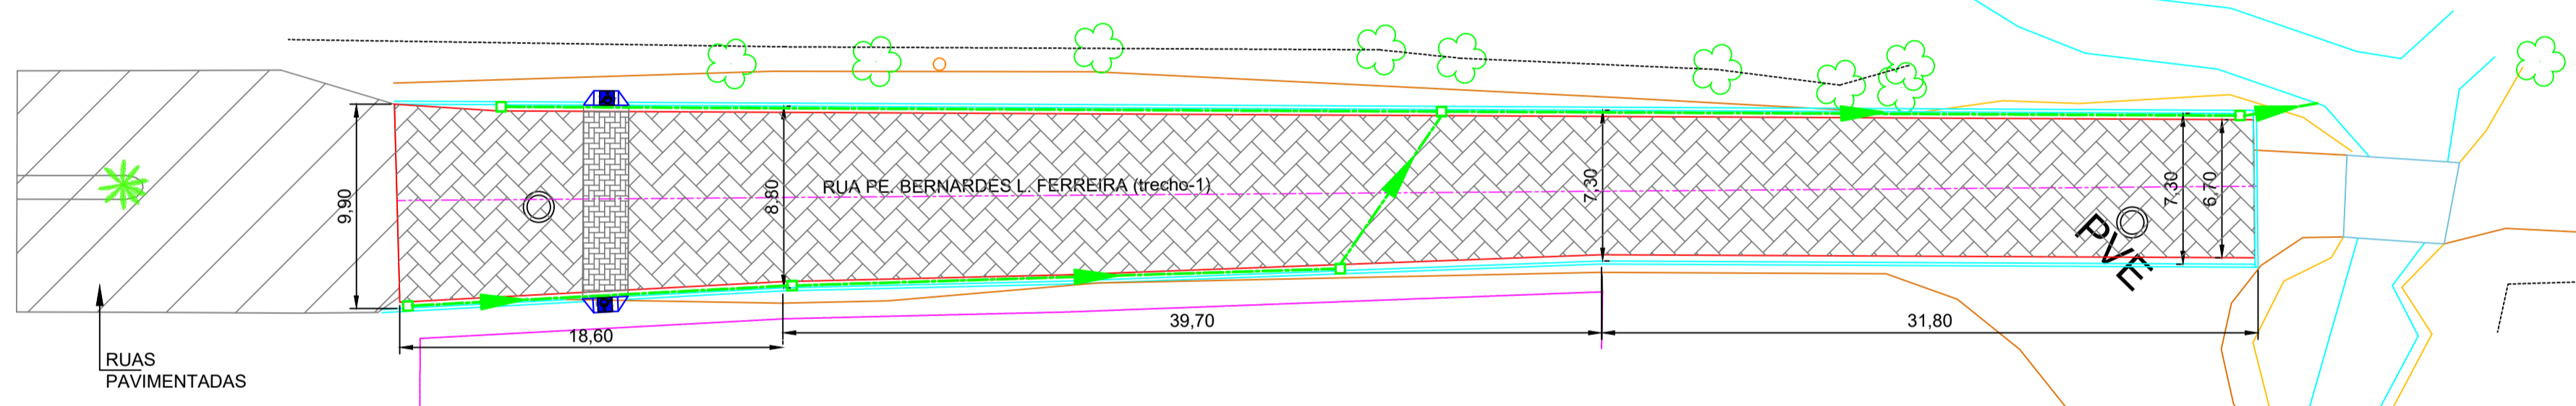 9,90
8,80
RUA PE. BERNARDES L. FERREIRA (trecho-1)
7,30
7,30
6,70
PVE
18,60
39,70
31,80
RUAS
PAVIMENTADAS